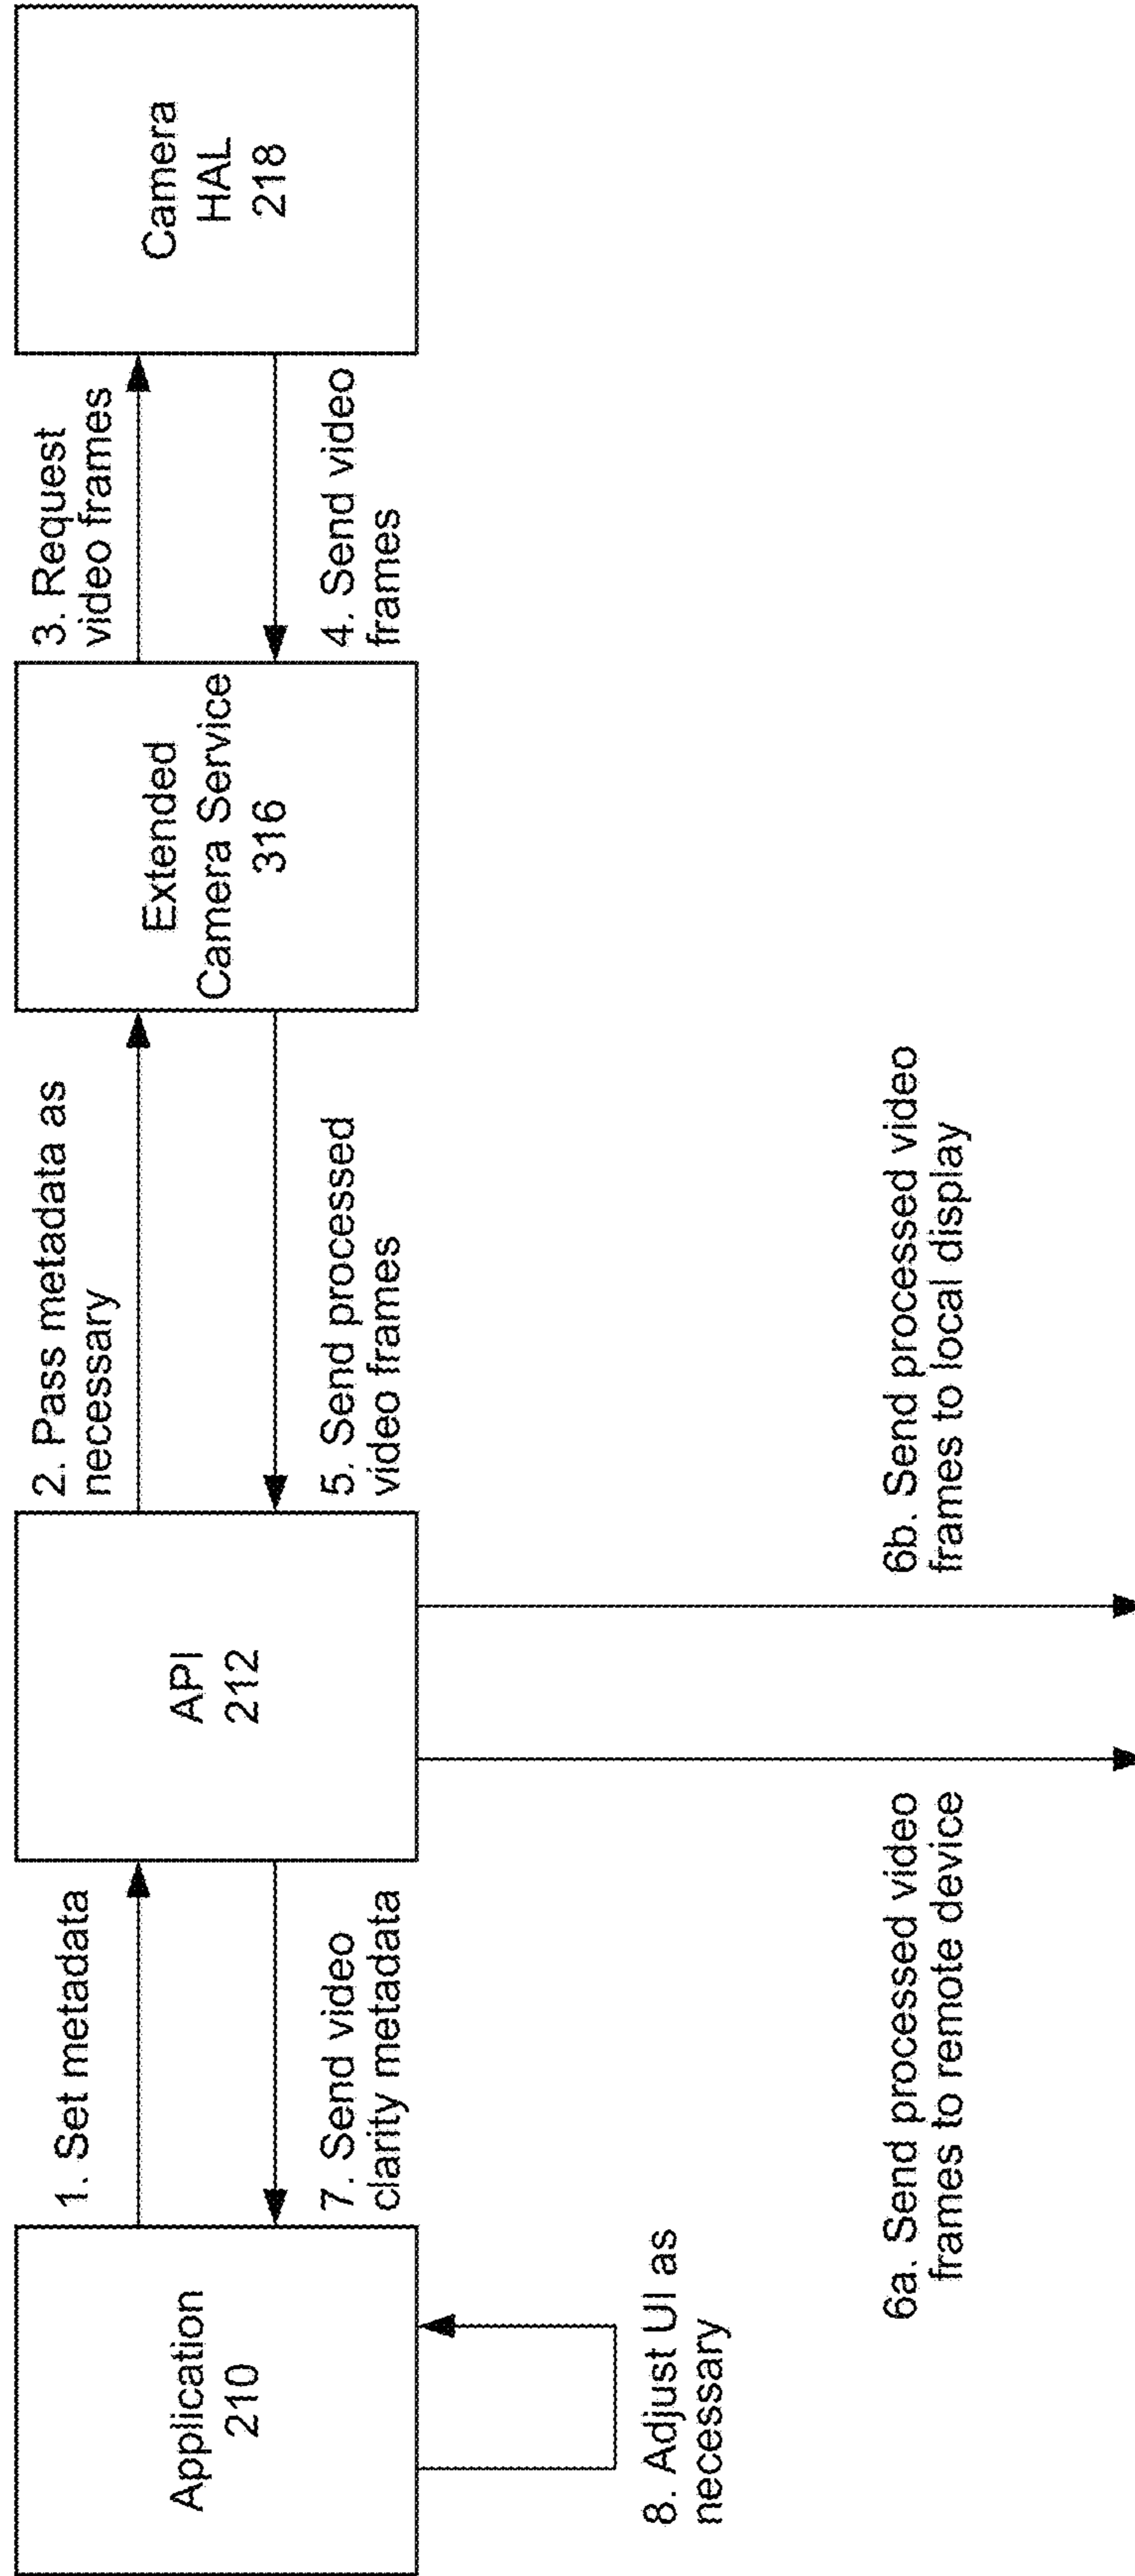 Application
210
1. Set metadata
7. Send video
clarity metadata
8. Adjust UI as
necessary
API
212
2. Pass metadata as
necessary
5. Send processed
video frames
6a. Send processed video
frames to remote device
6b. Send processed video
frames to local display
Extended
Camera Service
316
3. Request
video frames
4. Send video
frames
Camera
HAL
218